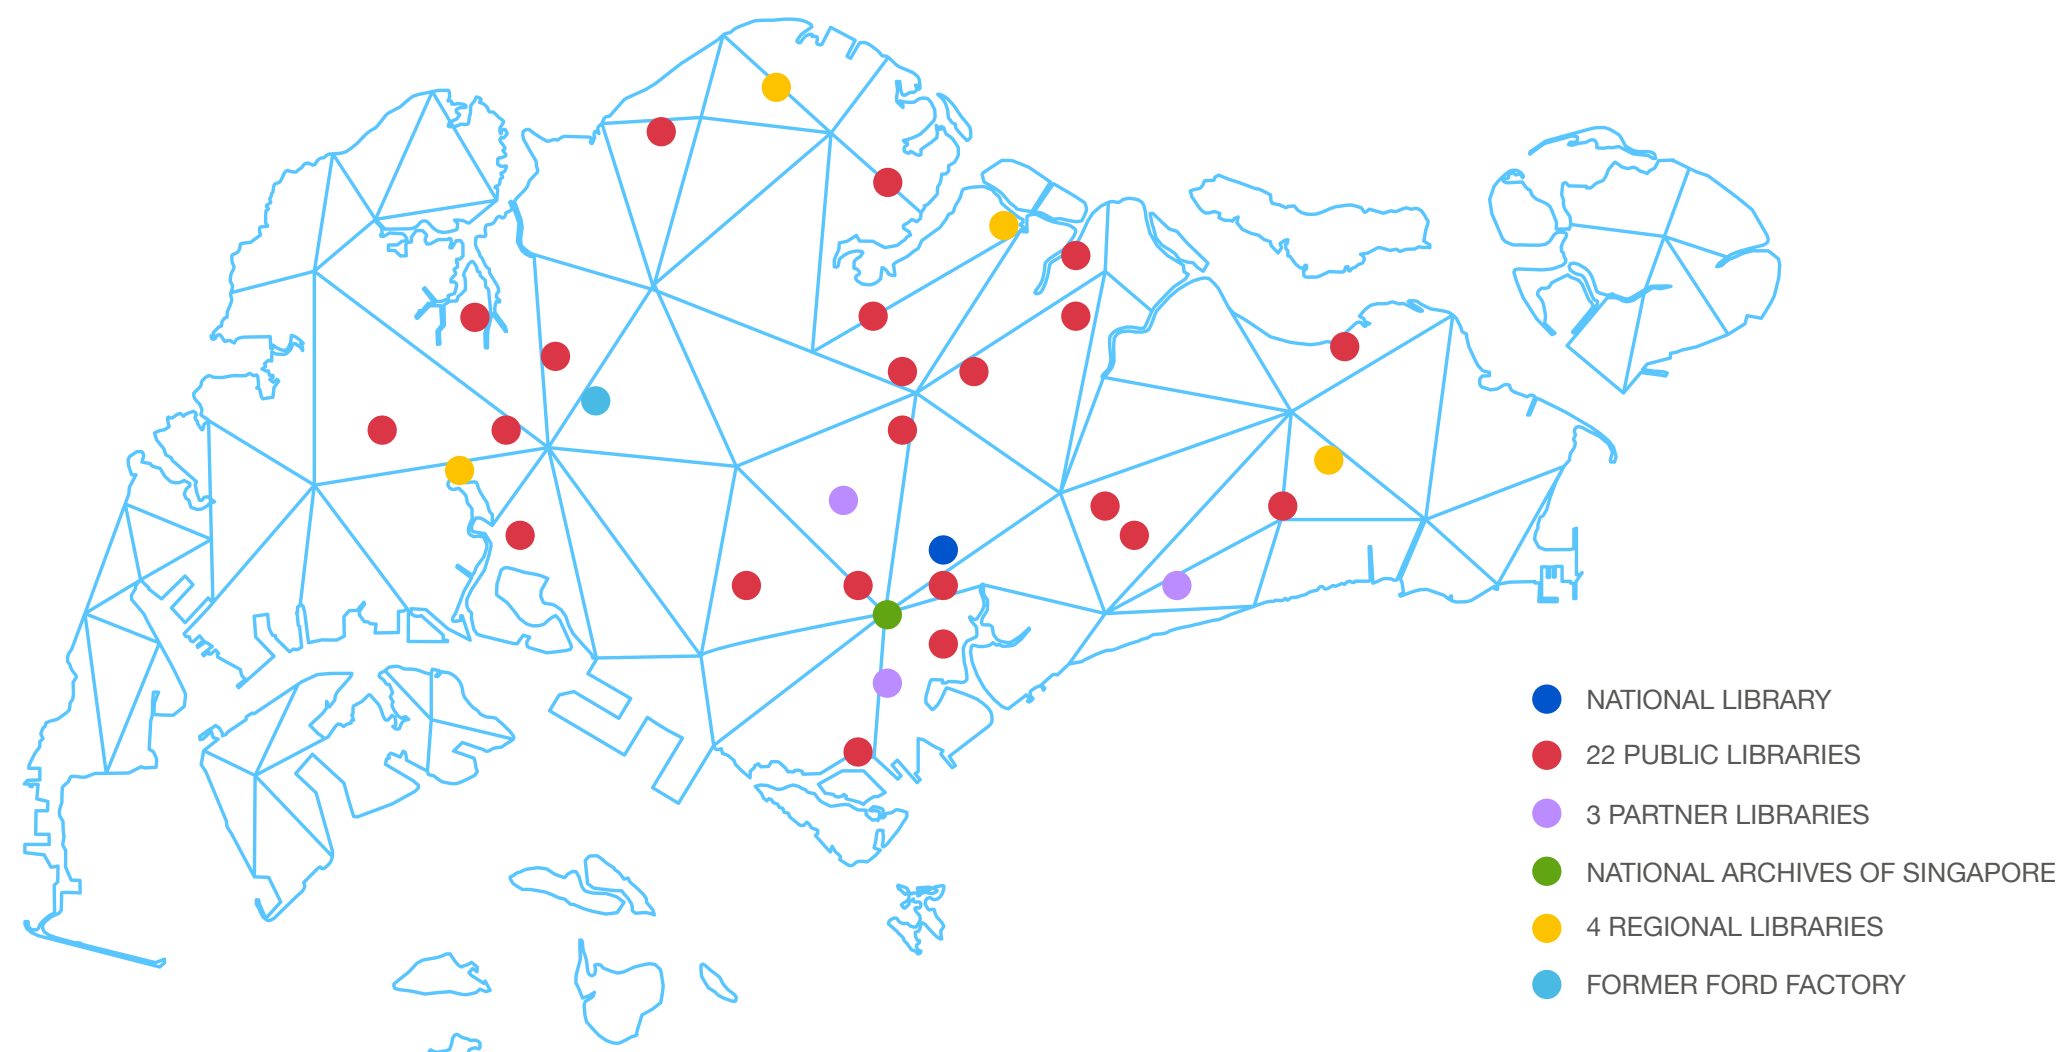 NATIONAL LIBRARY
22 PUBLIC LIBRARIES
3 PARTNER LIBRARIES
NATIONAL ARCHIVES OF SINGAPORE
4 REGIONAL LIBRARIES
FORMER FORD FACTORY